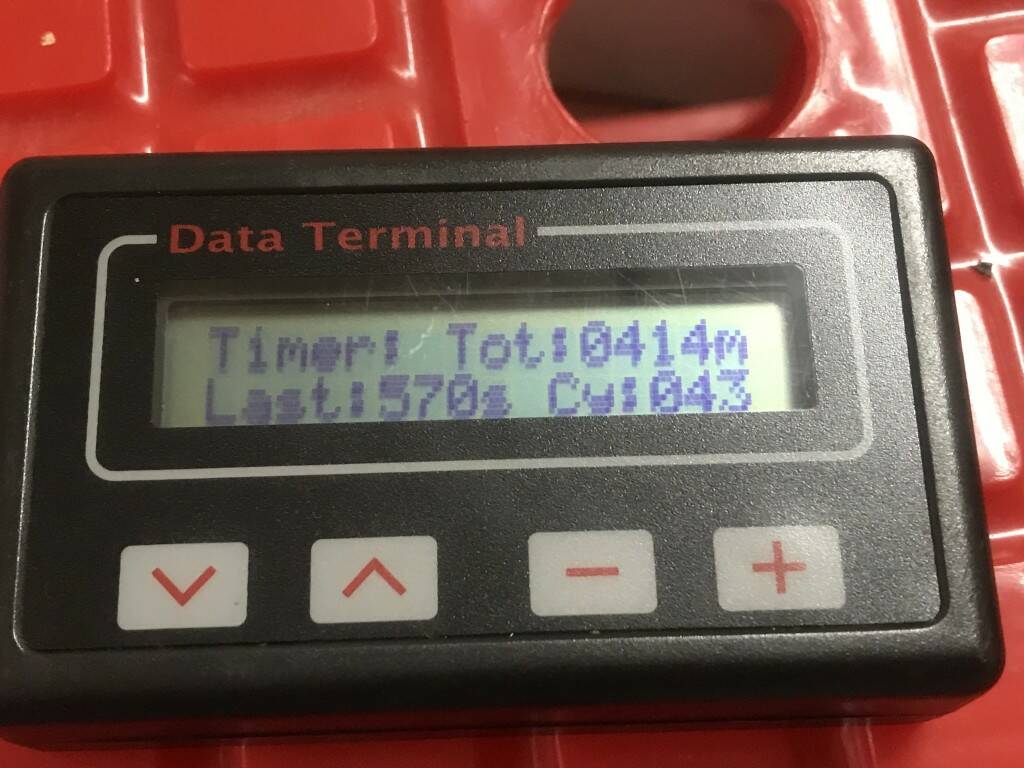 Data Terminal
Timer: Tot:0414m
Last:570s Cy:043